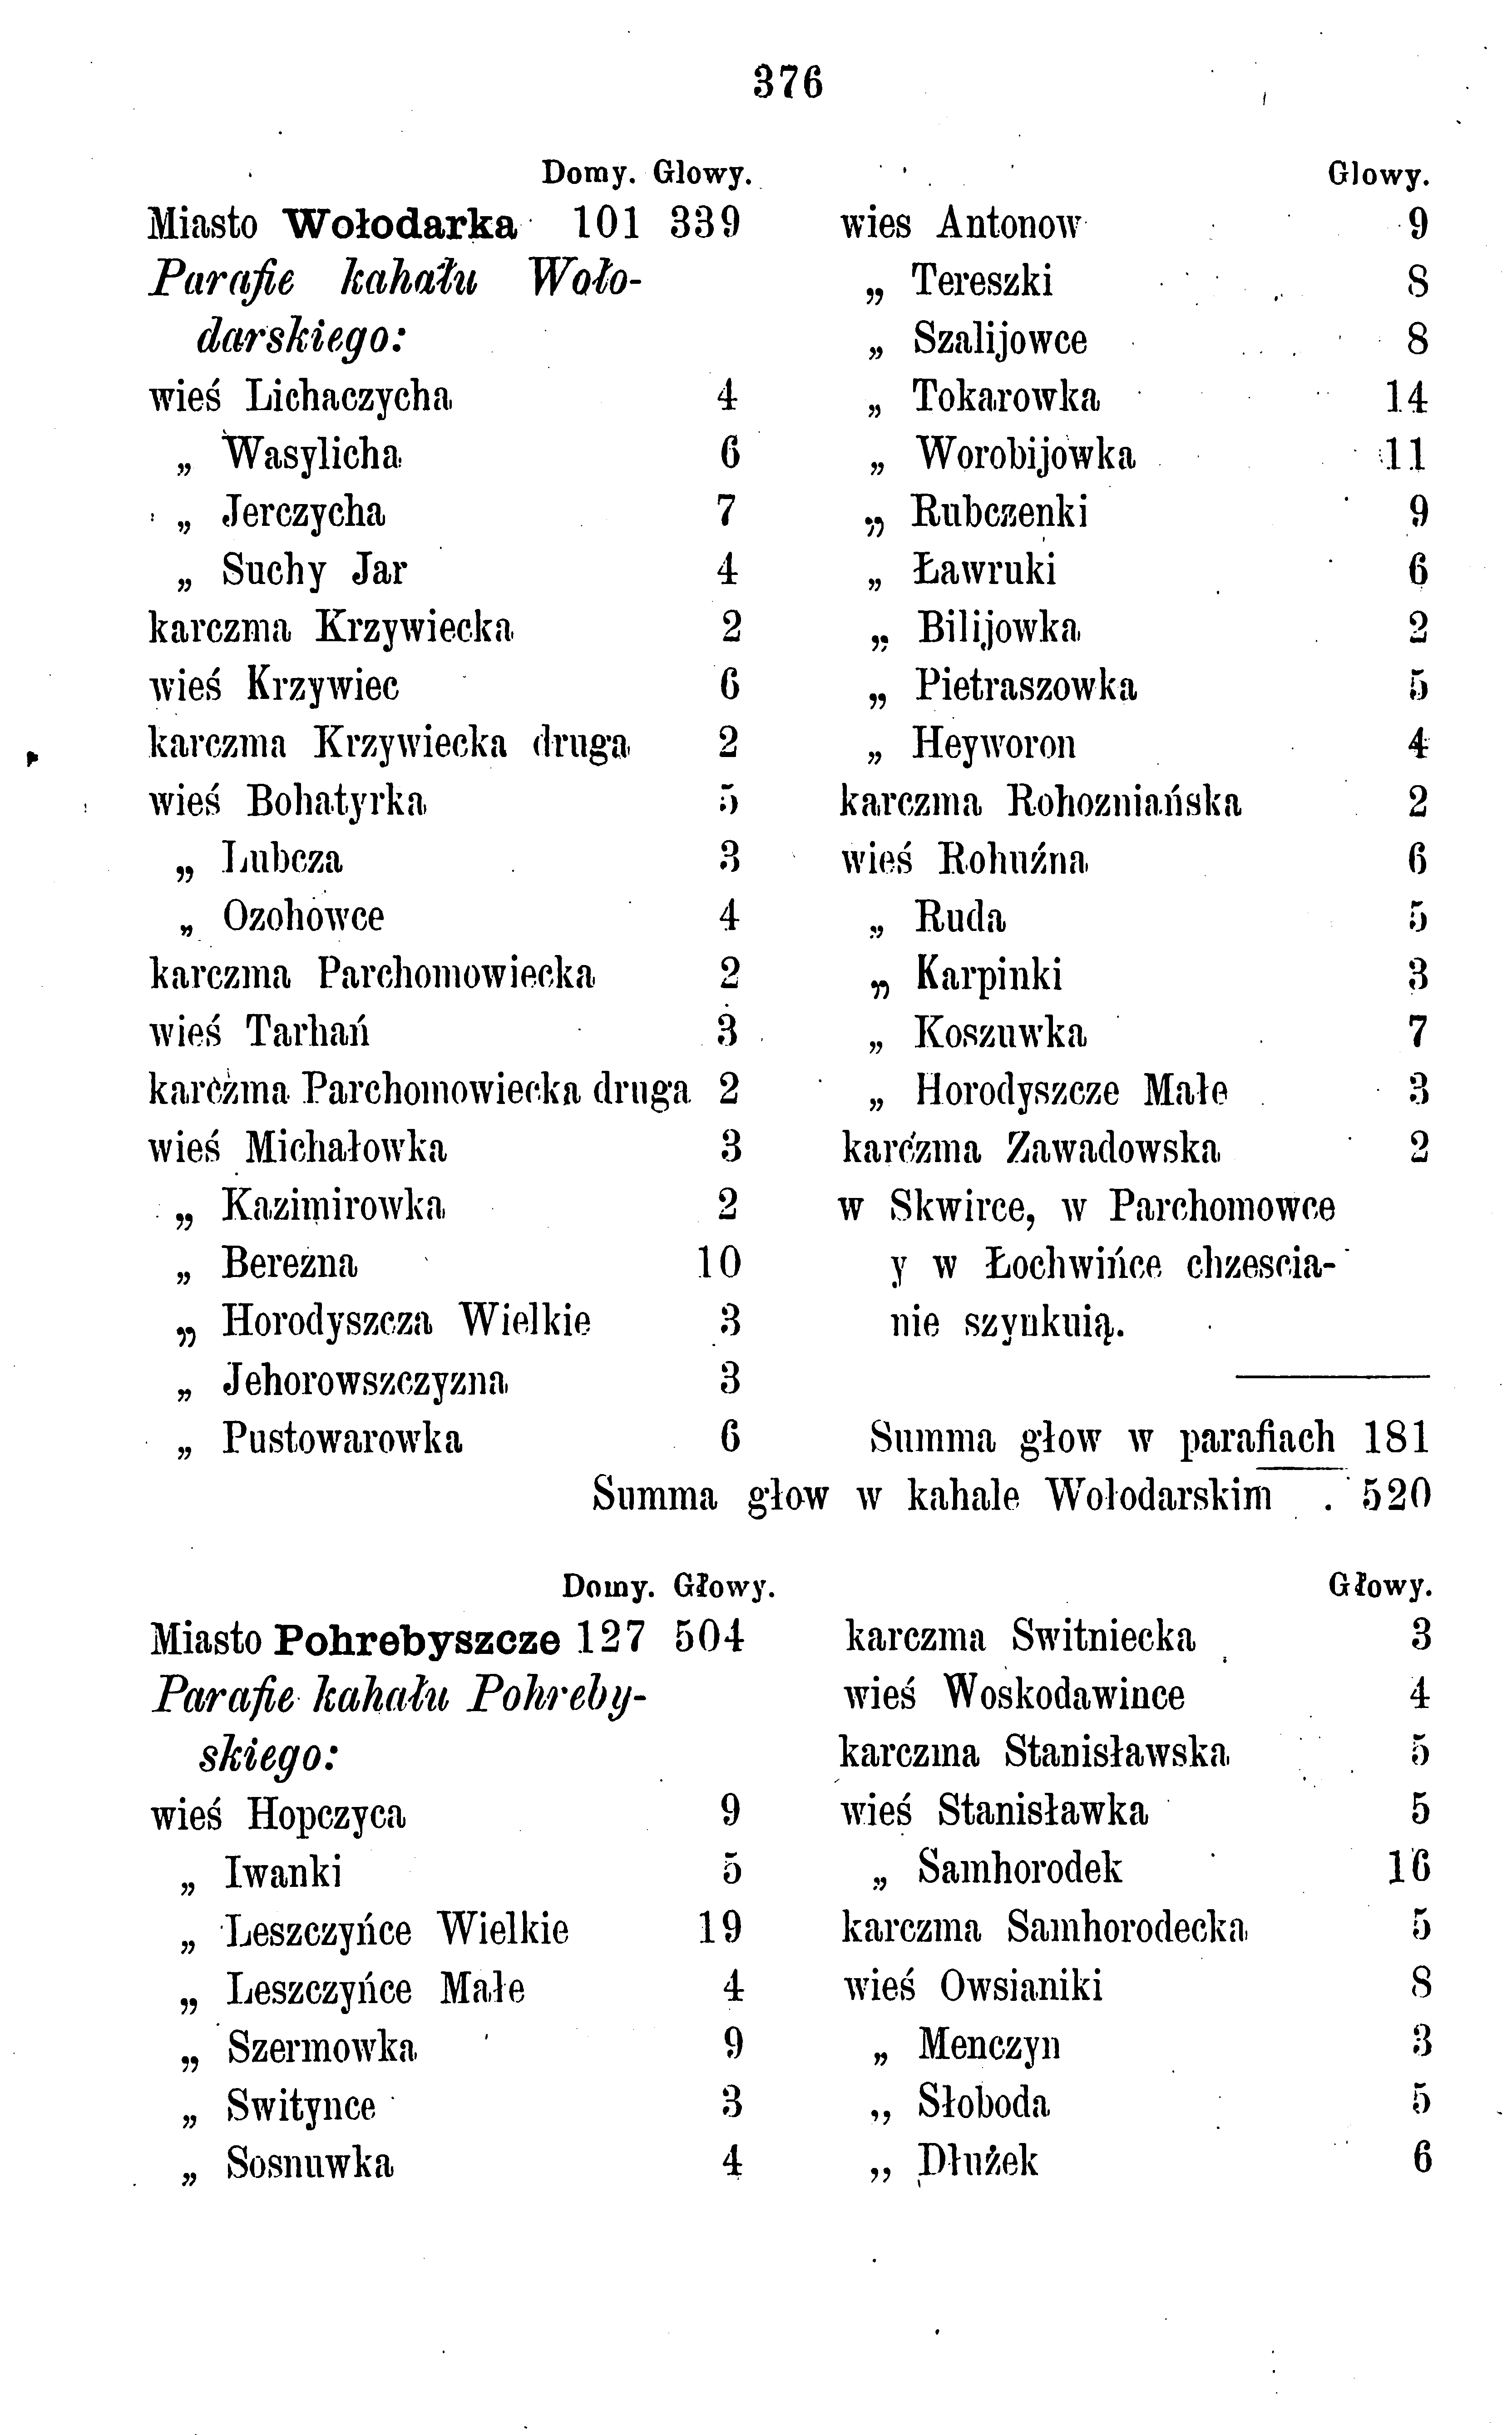 376
Domy. Glowy.
Miasto Wołodarka 101 339
Parafie kahału Woło-
darskiego:
wieś Lichaczycha 4
„ Wasylicha 6
„ Jerczycha 7
„ Suchy Jar 4
karczma Krzywiecka 2
wieś Krzywiec 6
karczma Krzywiecka druga 2
wieś Bohatyrka 5
„ Lubcza 3
„ Ozohowce 4
karczma Parchomowiecka 2
wieś Tarhań 3
karczma Parchomowiecka druga 2
wieś Michałowka 3
„ Kazimirowka 2
„ Berezna 10
„ Horodyszcza Wielkie 3
„ Jehorowszczyzna 3
„ Pustowarowka 6
Glowy.
wies Antonow 9
„ Tereszki 8
„ Szalijowce 8
„ Tokarowka 14
„ Worobijowka 11
„ Rubczenki 9
„ Ławruki 6
„ Bilijowka 2
„ Pietraszowka 5
„ Heyworon 4
karczma Rohozniańska 2
wieś Rohuźna 6
„ Ruda 5
„ Karpinki 3
„ Koszuwka 7
„ Horodyszcze Małe 3
karczma Zawadowska 2
w Skwirce, w Parchomowce
y w Łochwińce chzescia-
nie szynkuią.
Summa głow w parafiach 181
Summa głow w kahale Wołodarskim . 520
Domy. Głowy.
Miasto Pohrebyszcze 127 504
Parafie kahału Pohreby-
skiego:
wieś Hopczyca 9
„ Iwanki 5
„ Leszczyńce Wielkie 19
„ Leszczyńce Małe 4
„ Szermowka 9
„ Switynce 3
„ Sosnuwka 4
Głowy.
karczma Switniecka 3
wieś Woskodawince 4
karczma Stanisławska 5
wieś Stanisławka 5
„ Samhorodek 16
karczma Samhorodecka 5
wieś Owsianiki 8
„ Menczyn 3
„ Słoboda 5
„ Dłużek 6